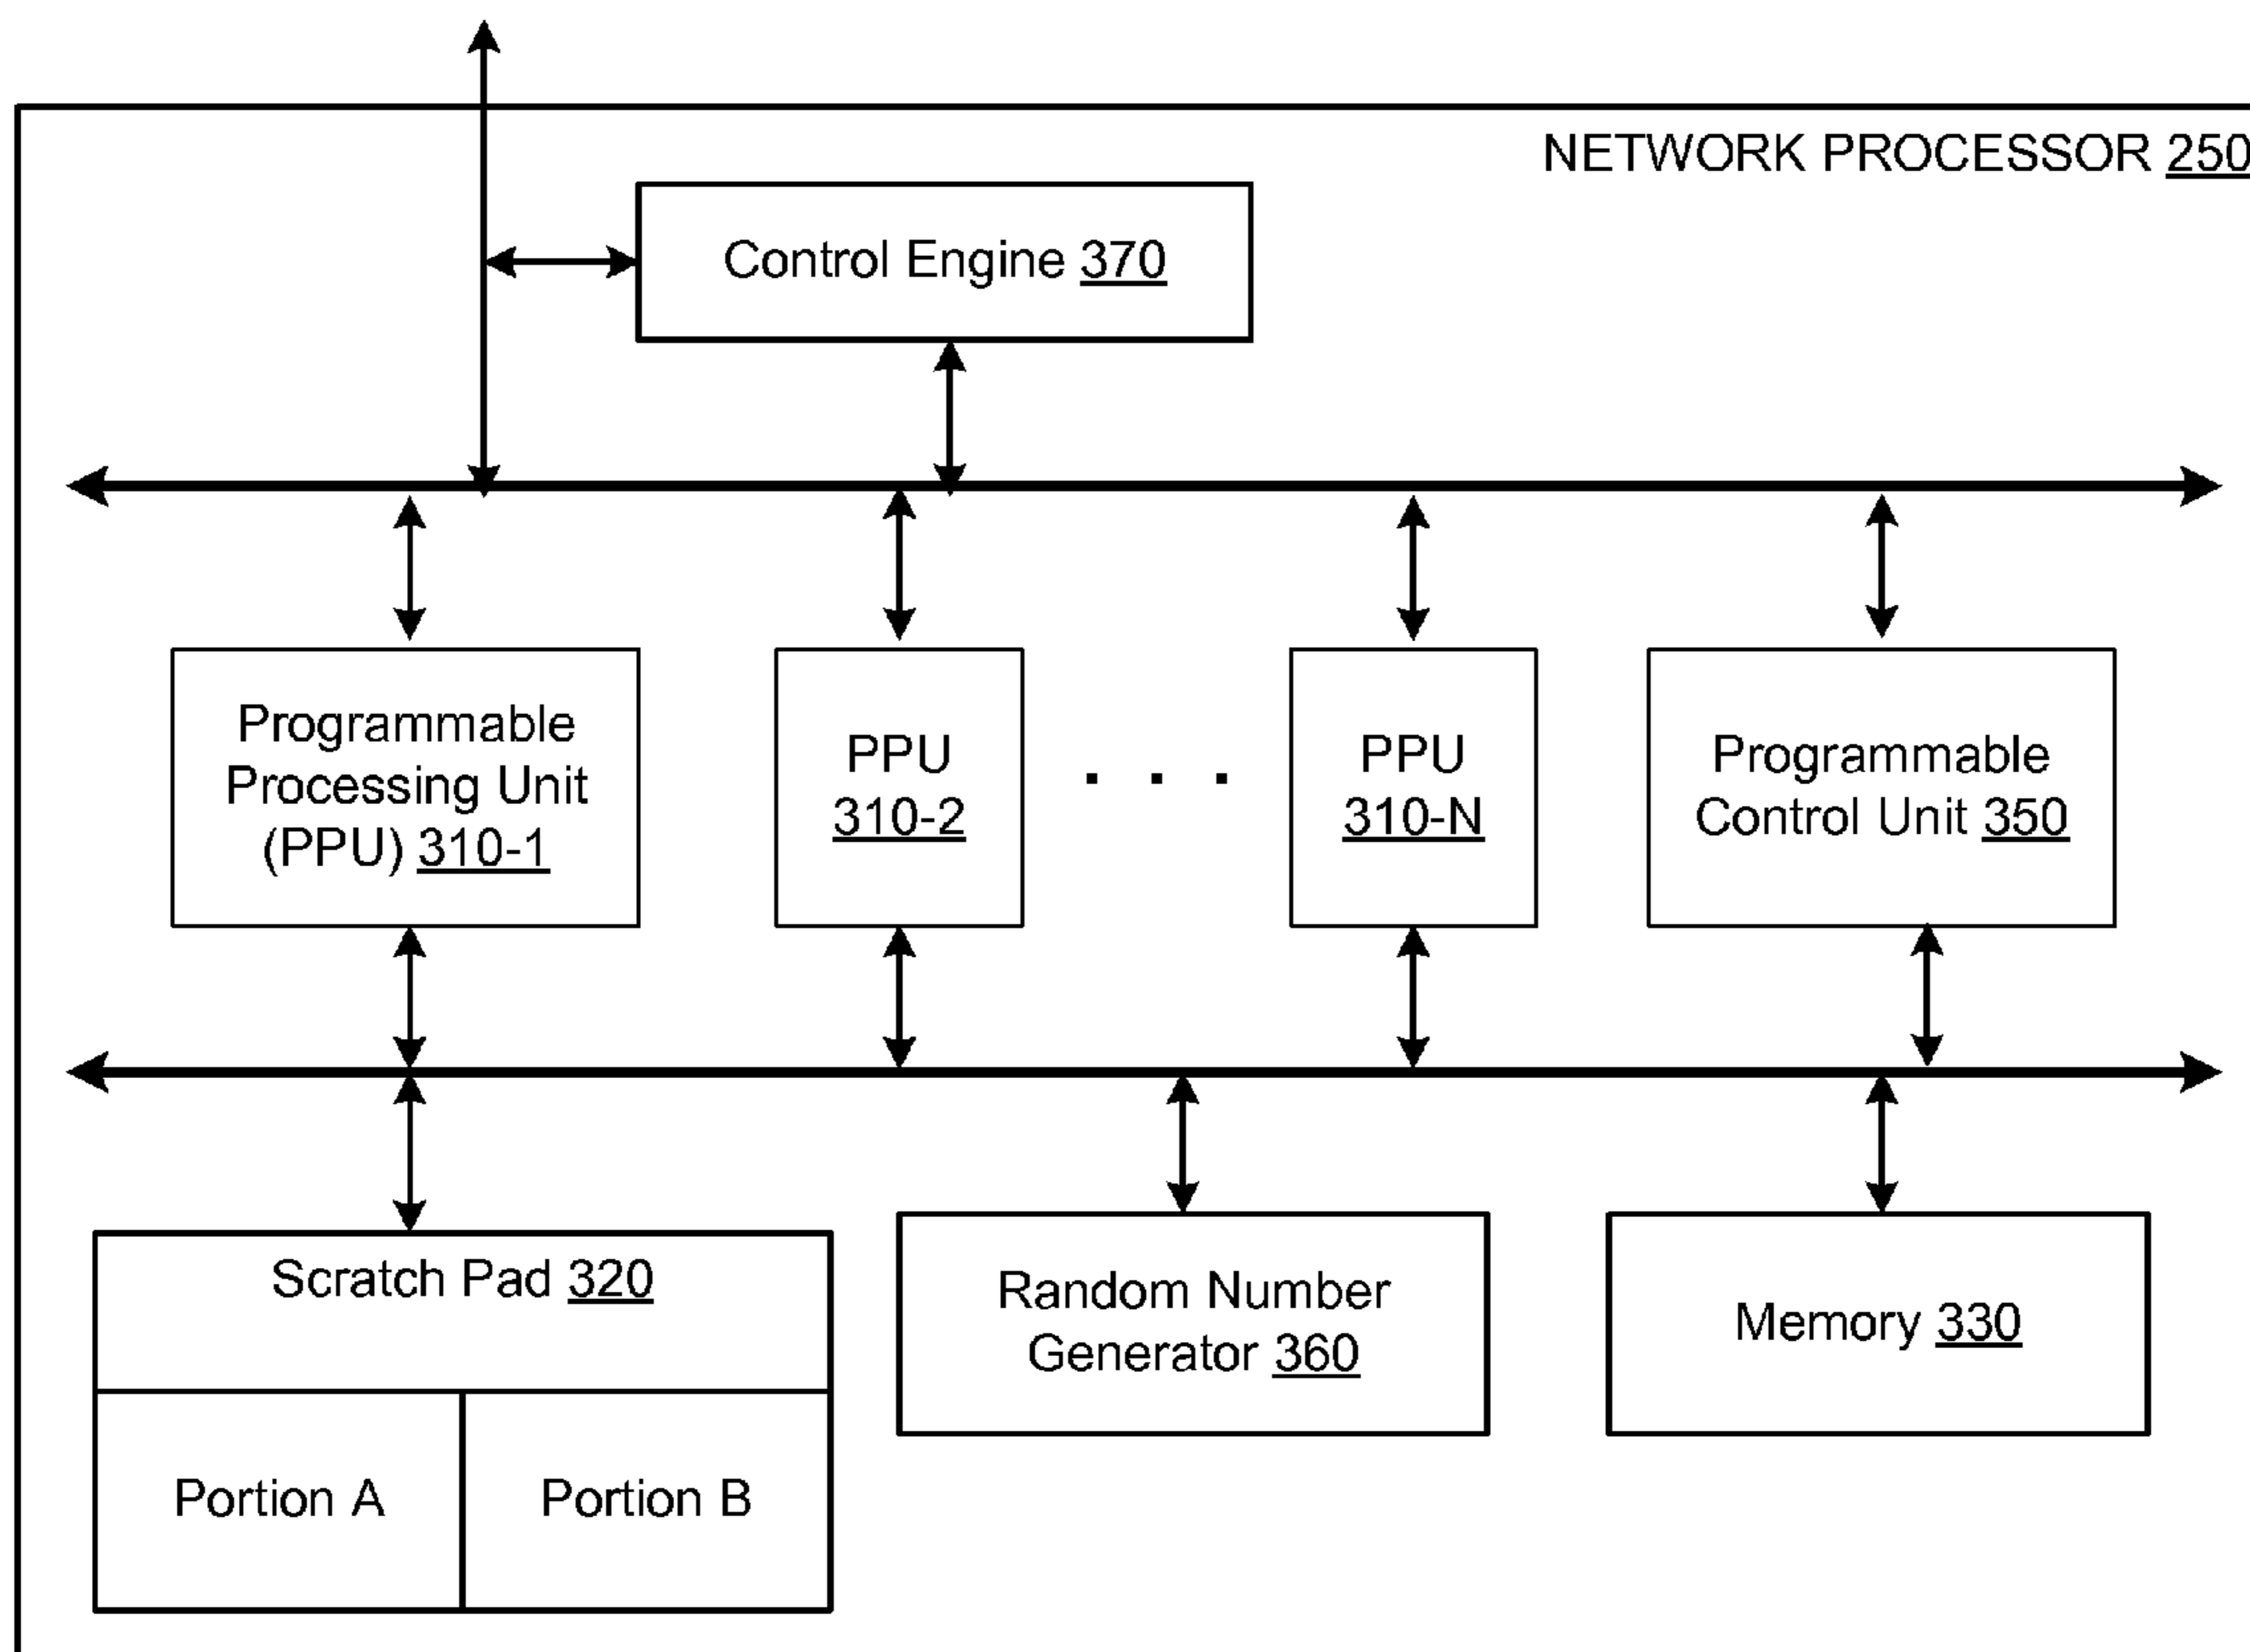 NETWORK PROCESSOR 250
Control Engine 370
Programmable
Processing Unit
(PPU) 310-1
PPU
310-2
. . .
PPU
310-N
Programmable
Control Unit 350
Scratch Pad 320
Portion A
Portion B
Random Number
Generator 360
Memory 330